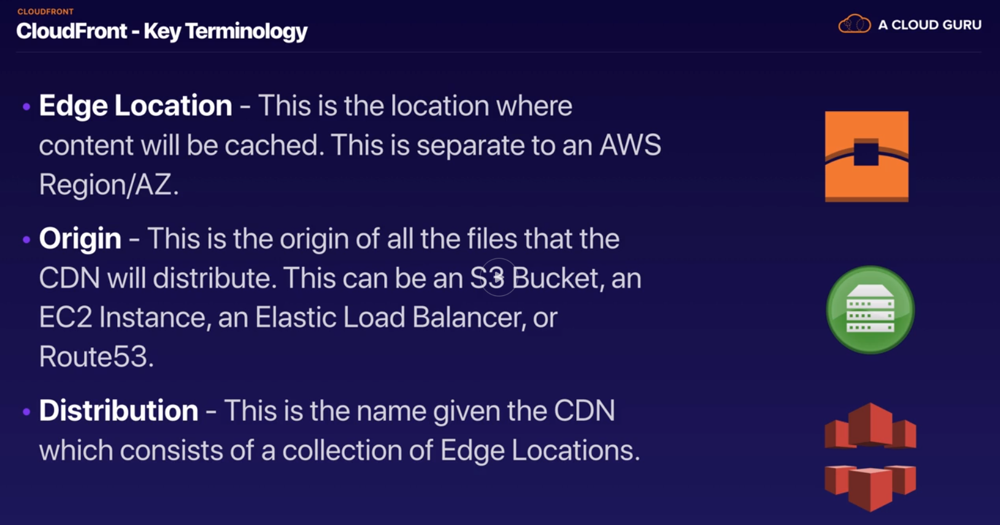 CLOUDFRONT
CloudFront - Key Terminology
A CLOUD GURU
• Edge Location - This is the location where
content will be cached. This is separate to an AWS
Region/AZ.
• Origin - This is the origin of all the files that the
CDN will distribute. This can be an S3 Bucket, an
EC2 Instance, an Elastic Load Balancer, or
Route53.
• Distribution - This is the name given the CDN
which consists of a collection of Edge Locations.